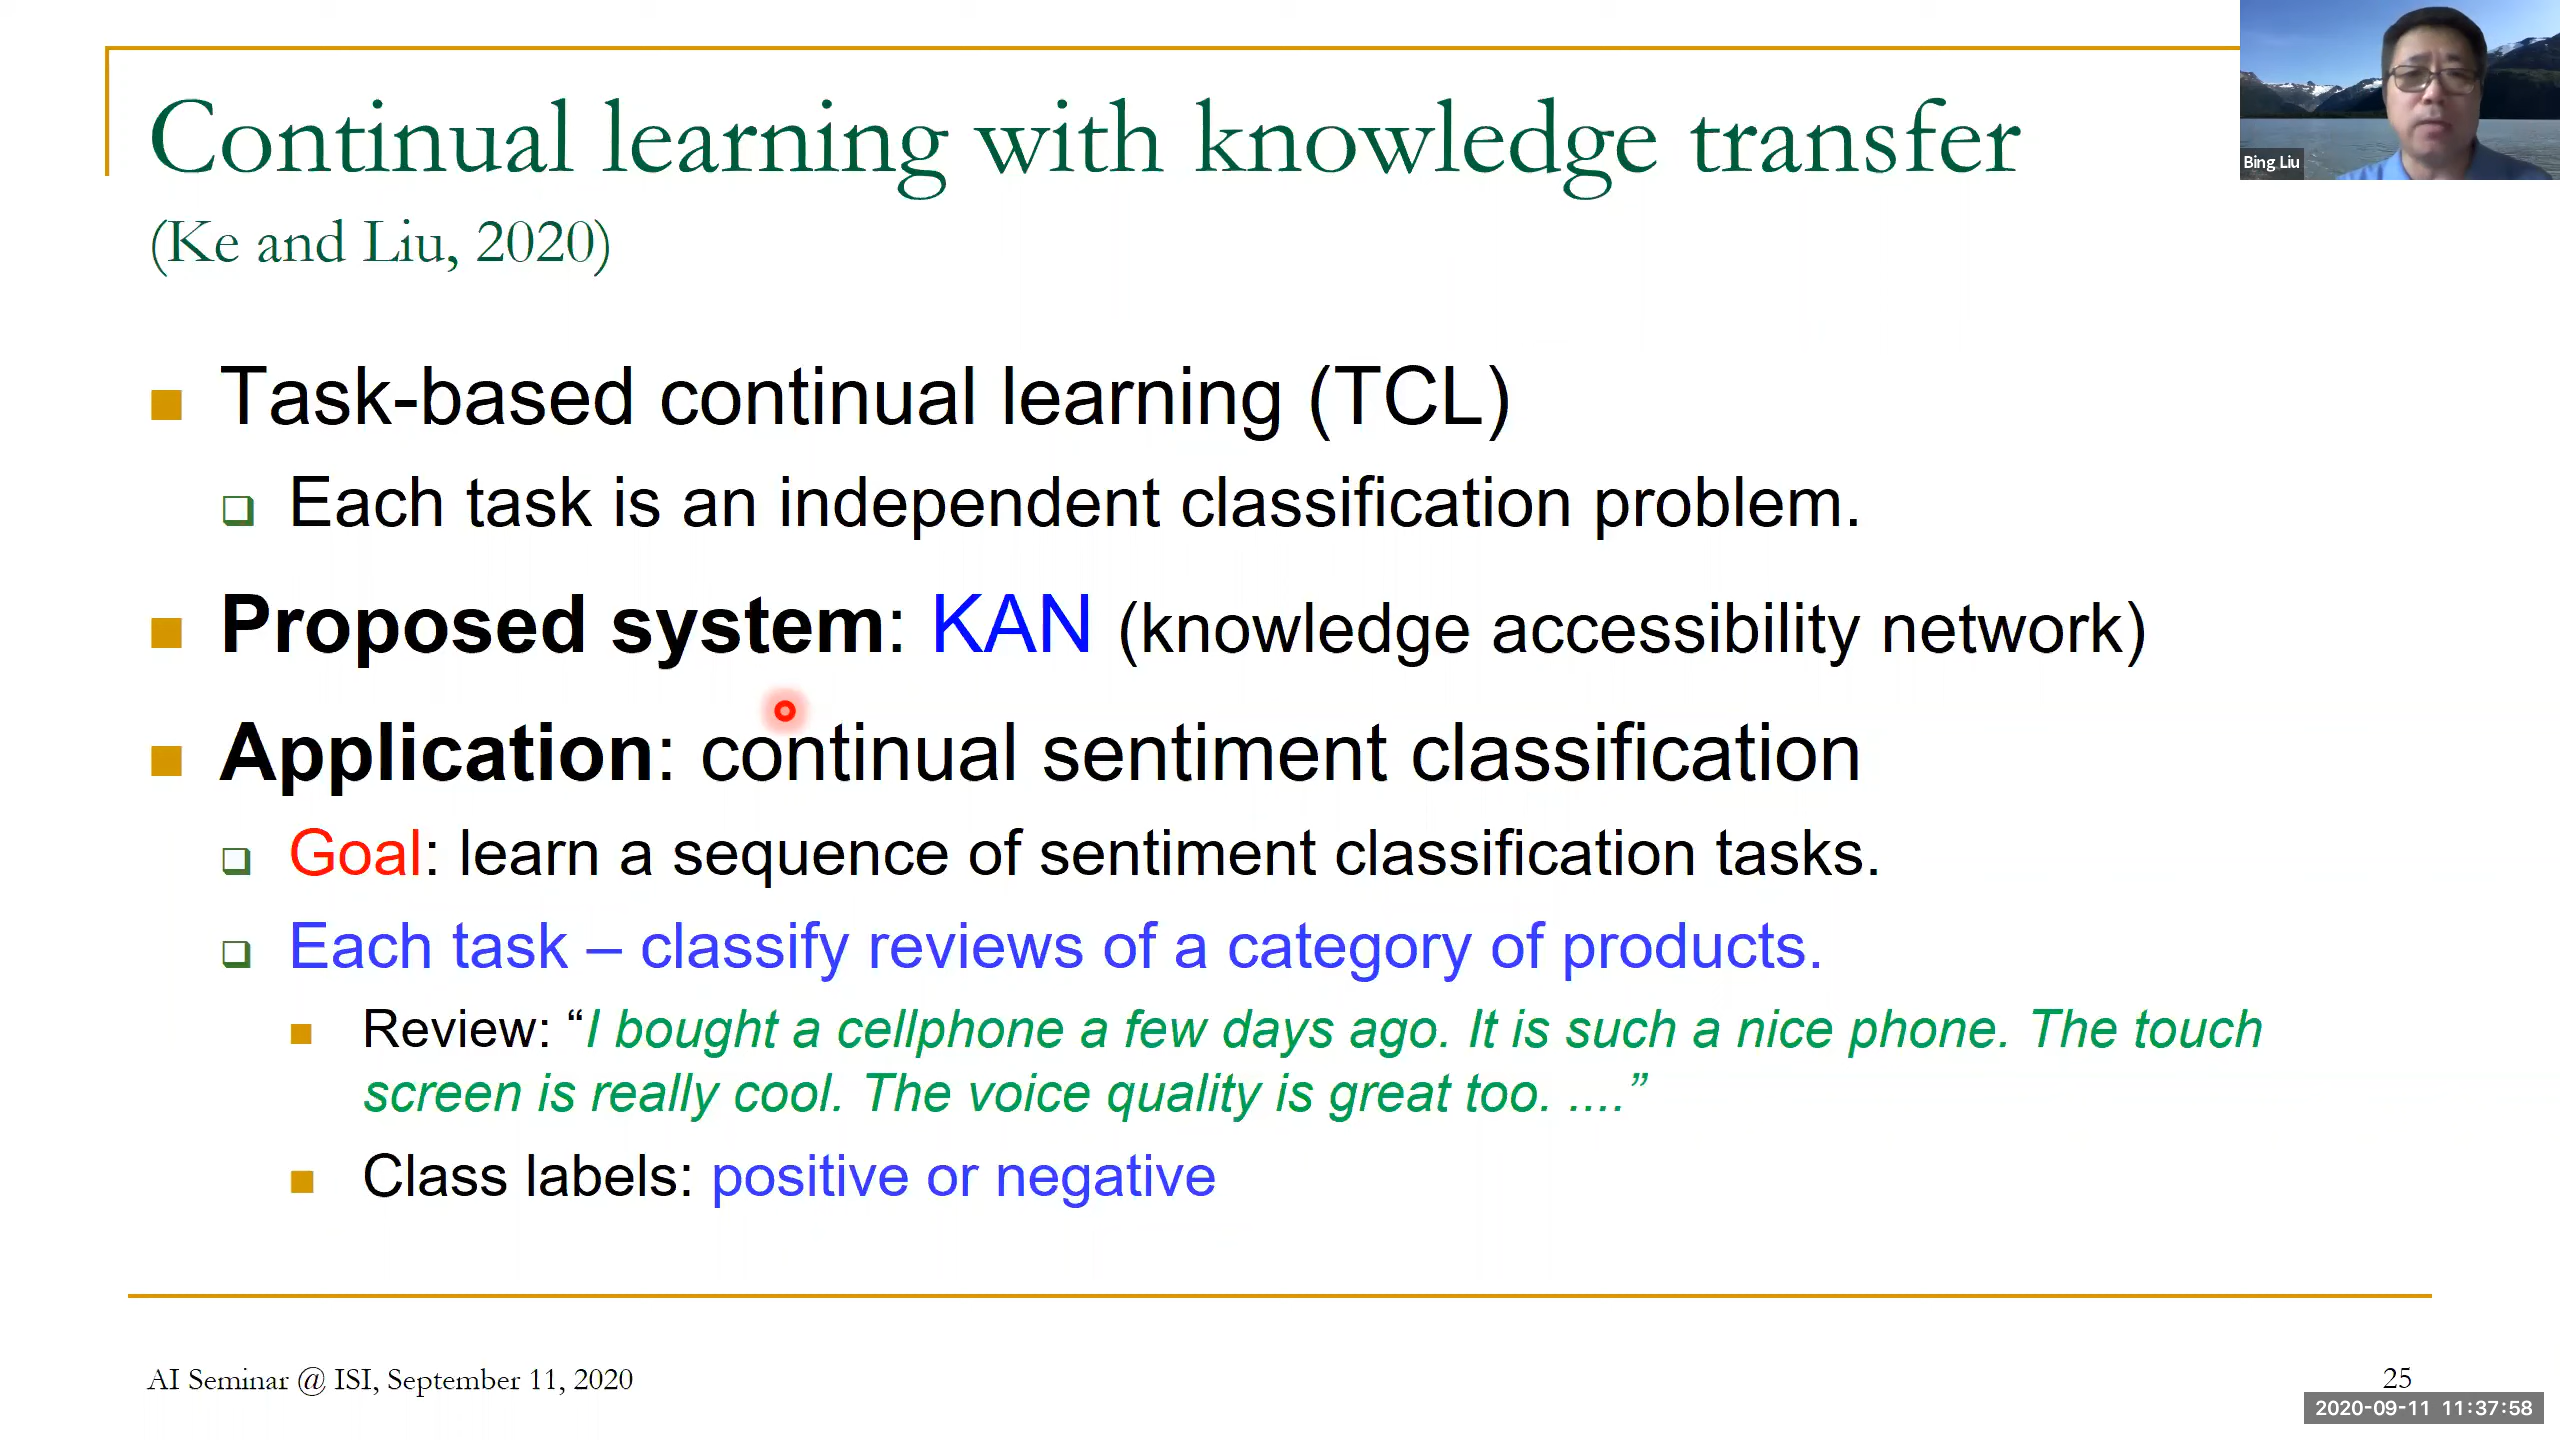 Continual learning with knowledge transfer
(Ke and Liu, 2020)
Bing Liu
Task-based continual learning (TCL)
Each task is an independent classification problem.
Proposed system: KAN (knowledge accessibility network)
Application: continual sentiment classification
Goal: learn a sequence of sentiment classification tasks.
Each task – classify reviews of a category of products.
Review: “I bought a cellphone a few days ago. It is such a nice phone. The touch
screen is really cool. The voice quality is great too. ....”
Class labels: positive or negative
AI Seminar @ ISI, September 11, 2020
25
2020-09-11 11:37:58